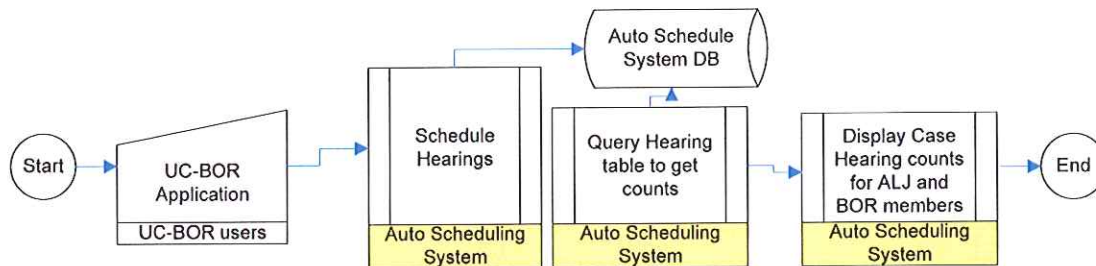 Start
UC-BOR
Application
UC-BOR users
Schedule
Hearings
Auto Scheduling
System
Auto Schedule
System DB
Query Hearing
table to get
counts
Auto Scheduling
System
Display Case
Hearing counts
for ALJ and
BOR members
Auto Scheduling
System
End